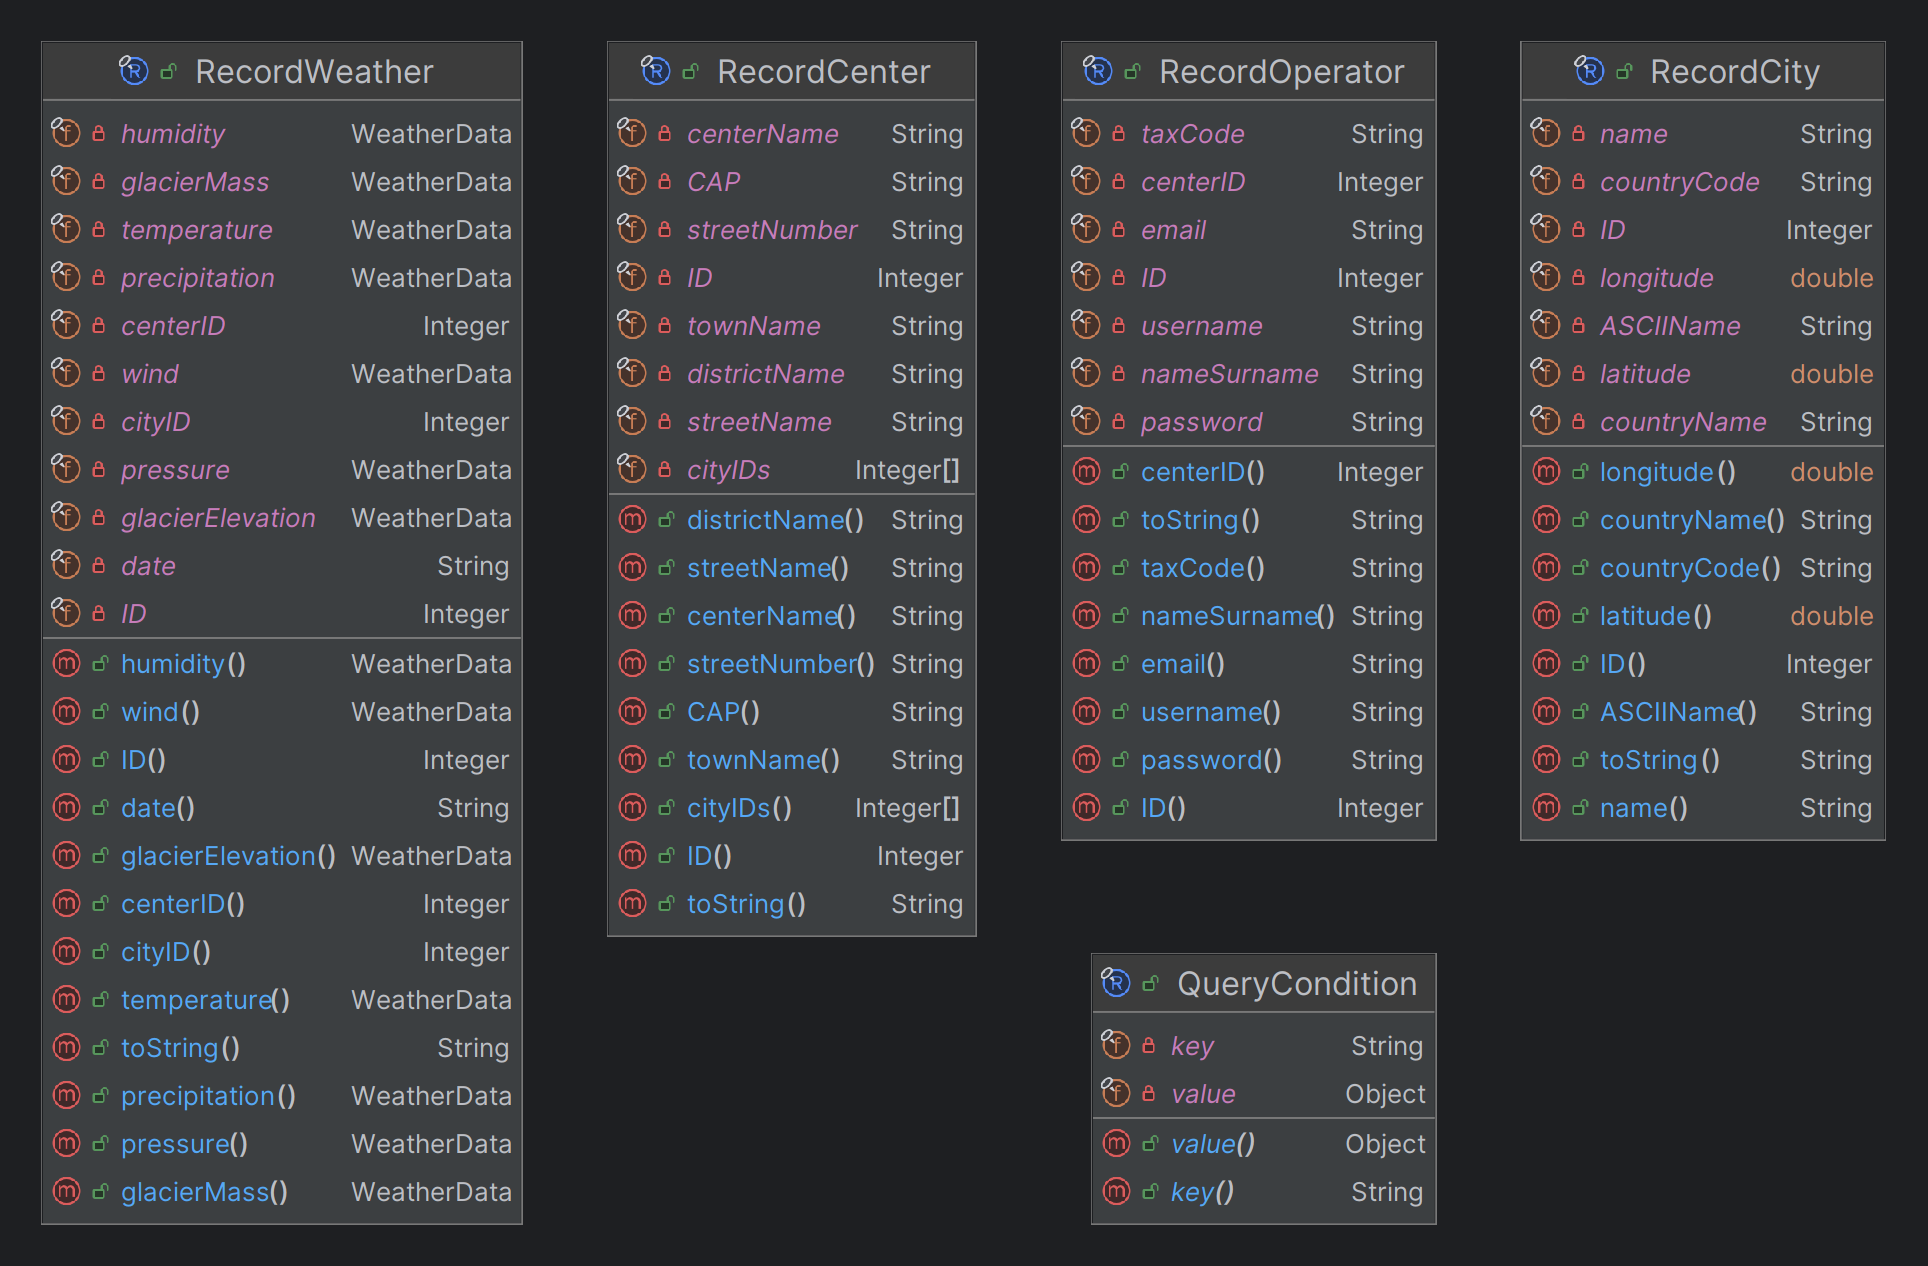 RecordWeather
humidity WeatherData
glacierMass WeatherData
temperature WeatherData
precipitation WeatherData
centerID Integer
wind WeatherData
cityID Integer
pressure WeatherData
glacierElevation WeatherData
date String
ID Integer
humidity() WeatherData
wind() WeatherData
ID() Integer
date() String
glacierElevation() WeatherData
centerID() Integer
cityID() Integer
temperature() WeatherData
toString() String
precipitation() WeatherData
pressure() WeatherData
glacierMass() WeatherData
RecordCenter
centerName String
CAP String
streetNumber String
ID Integer
townName String
districtName String
streetName String
cityIDs Integer[]
districtName() String
streetName() String
centerName() String
streetNumber() String
CAP() String
townName() String
cityIDs() Integer[]
ID() Integer
toString() String
RecordOperator
taxCode String
centerID Integer
email String
ID Integer
username String
nameSurname String
password String
centerID() Integer
toString() String
taxCode() String
nameSurname() String
email() String
username() String
password() String
ID() Integer
RecordCity
name String
countryCode String
ID Integer
longitude double
ASCIIName String
latitude double
countryName String
longitude() double
countryName() String
countryCode() String
latitude() double
ID() Integer
ASCIIName() String
toString() String
name() String
QueryCondition
key String
value Object
value() Object
key() String